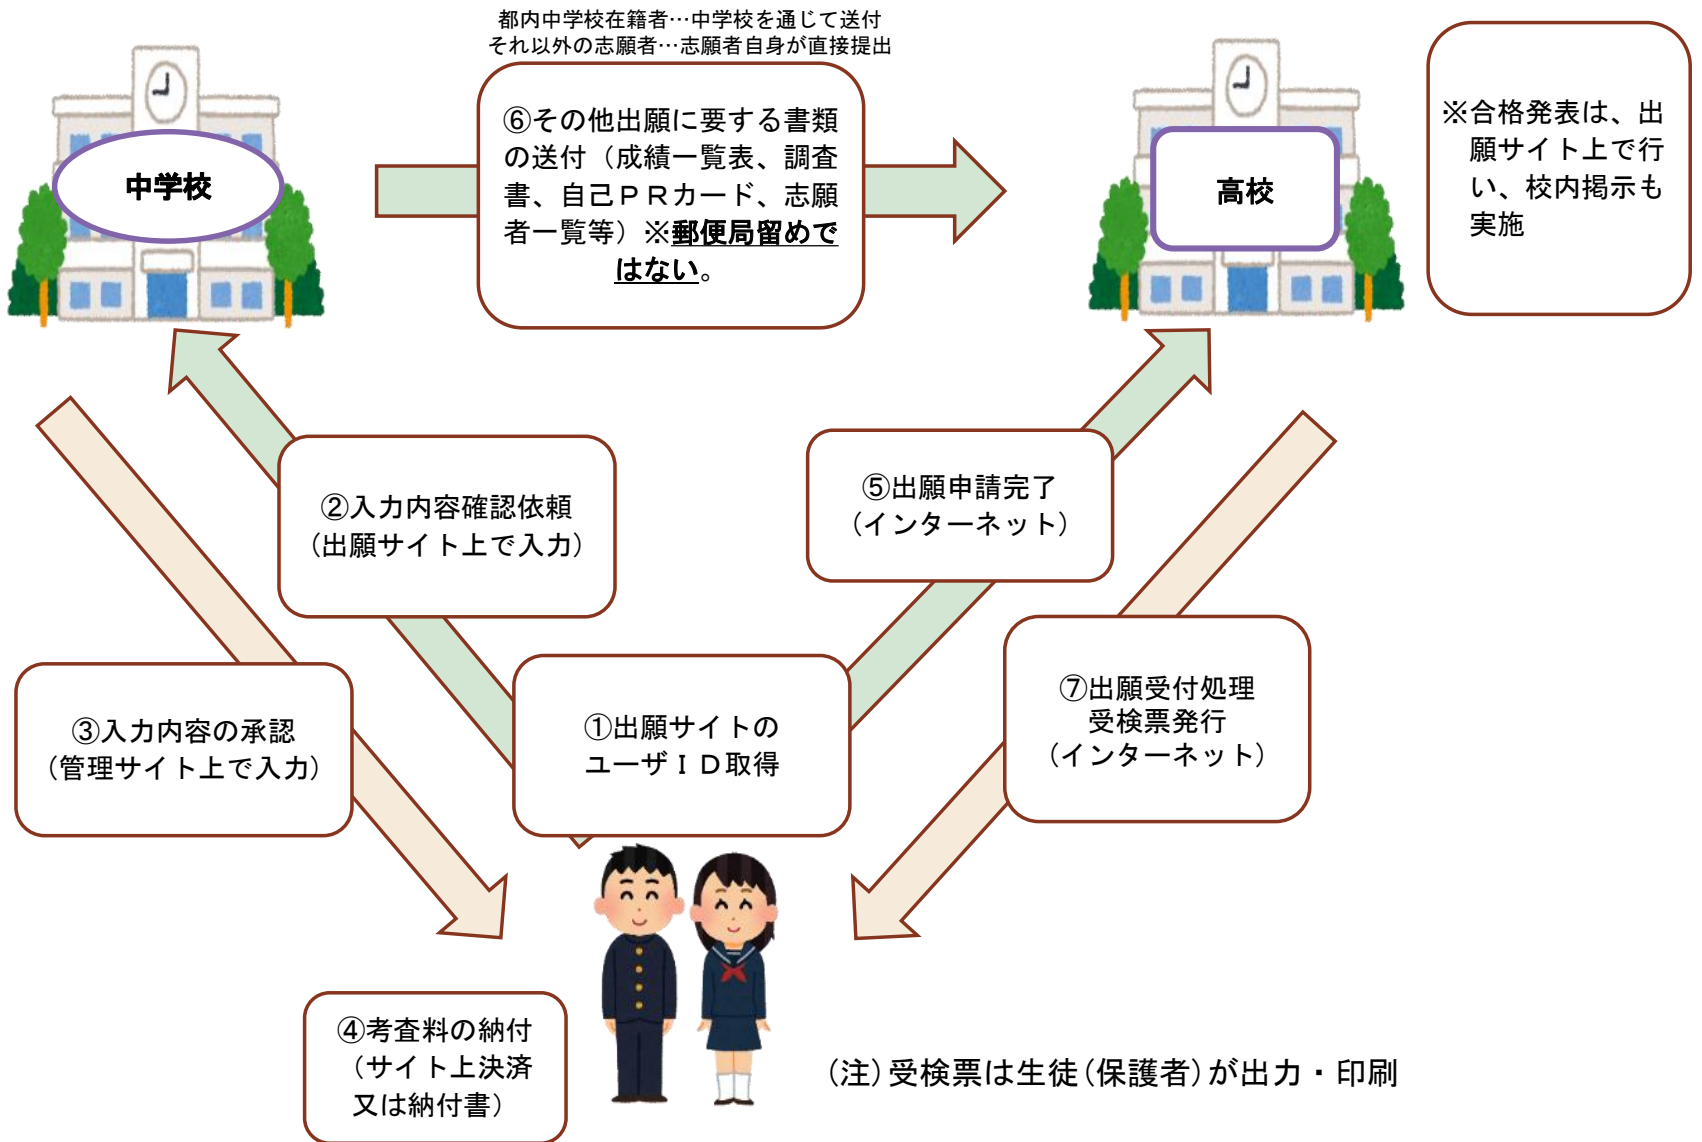 都内中学校在籍者…中学校を通じて送付
それ以外の志願者…志願者自身が直接提出
⑥その他出願に要する書類
の送付（成績一覧表、調査
書、自己ＰＲカード、志願
者一覧等）※郵便局留めで
はない。
中学校
高校
※合格発表は、出
願サイト上で行
い、校内掲示も
実施
②入力内容確認依頼
（出願サイト上で入力）
⑤出願申請完了
（インターネット）
③入力内容の承認
（管理サイト上で入力）
①出願サイトの
ユーザＩＤ取得
⑦出願受付処理
受検票発行
（インターネット）
④考査料の納付
（サイト上決済
又は納付書）
（注）受検票は生徒（保護者）が出力・印刷